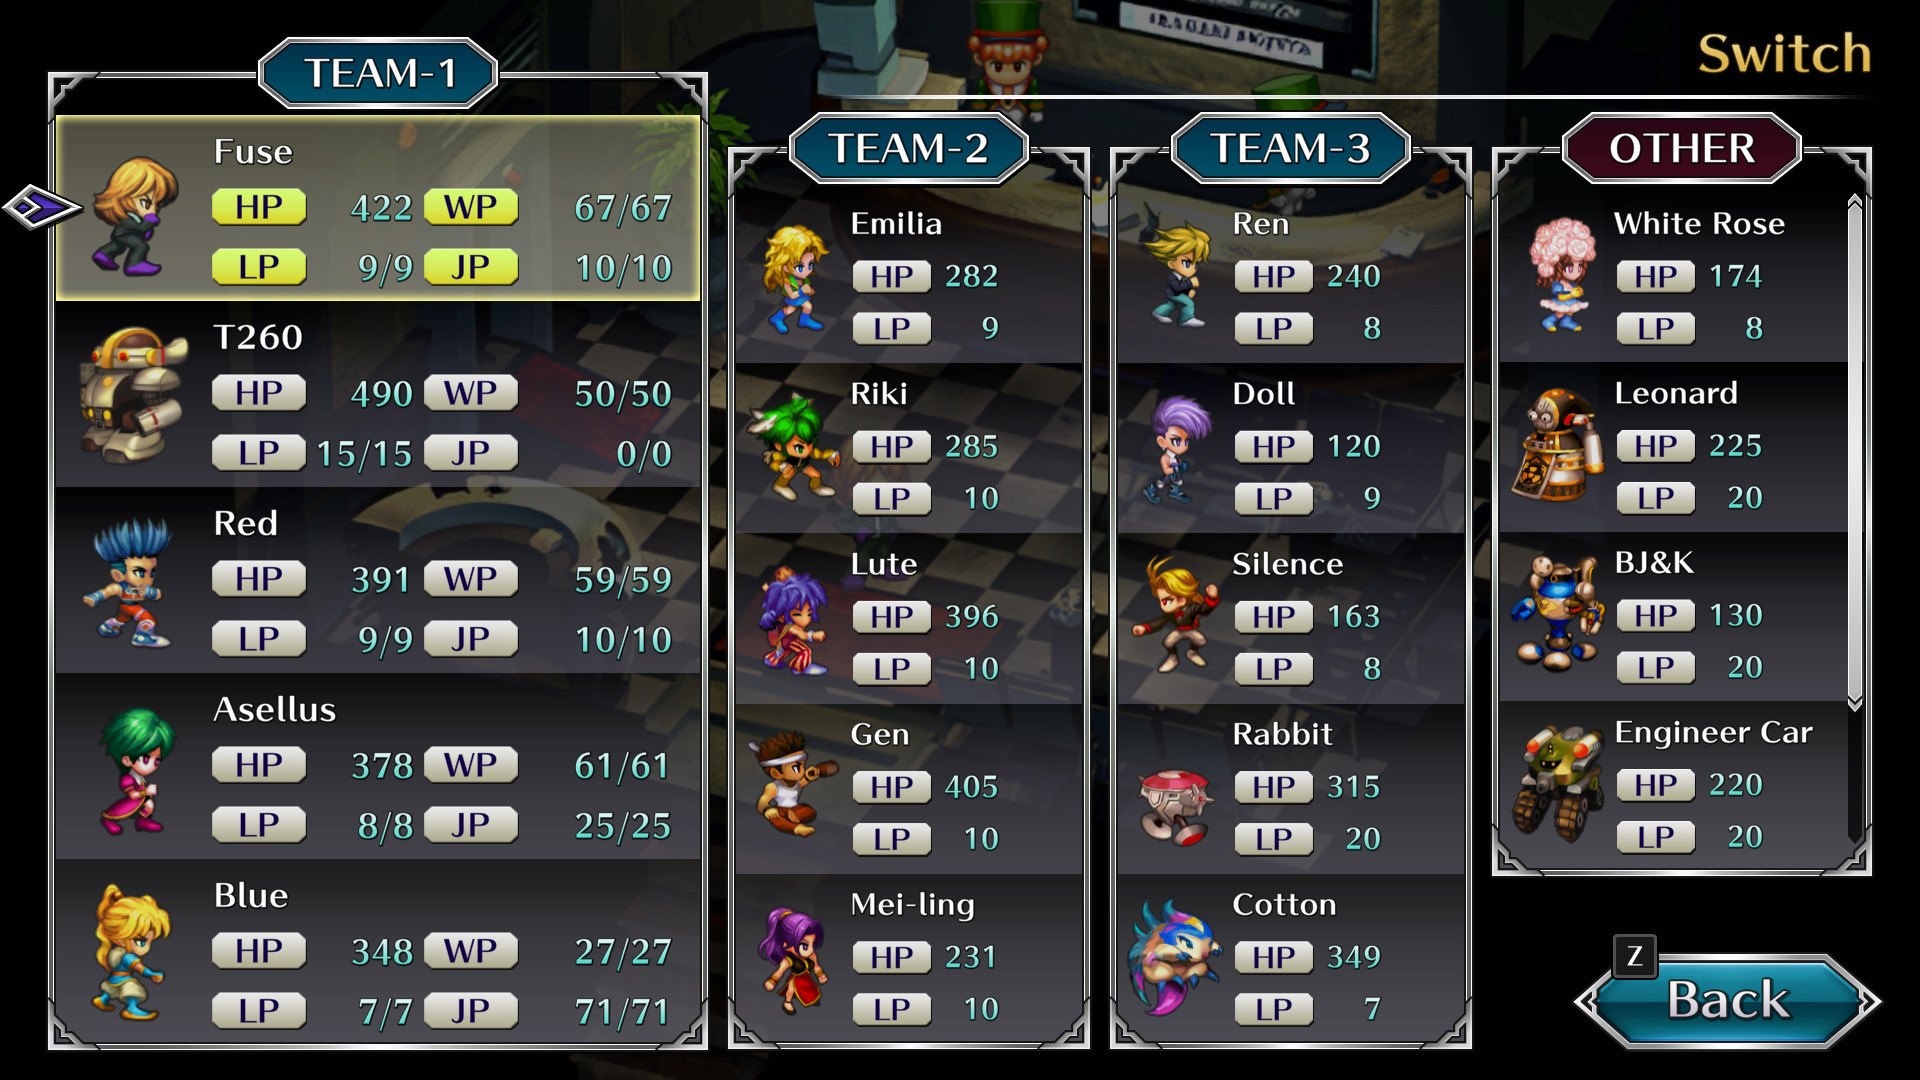 Switch
TEAM-1
Fuse
HP 422 WP 67/67
LP 9/9 JP 10/10
T260
HP 490 WP 50/50
LP 15/15 JP 0/0
Red
HP 391 WP 59/59
LP 9/9 JP 10/10
Asellus
HP 378 WP 61/61
LP 8/8 JP 25/25
Blue
HP 348 WP 27/27
LP 7/7 JP 71/71
TEAM-2
Emilia
HP 282
LP 9
Riki
HP 285
LP 10
Lute
HP 396
LP 10
Gen
HP 405
LP 10
Mei-ling
HP 231
LP 10
TEAM-3
Ren
HP 240
LP 8
Doll
HP 120
LP 9
Silence
HP 163
LP 8
Rabbit
HP 315
LP 20
Cotton
HP 349
LP 7
OTHER
White Rose
HP 174
LP 8
Leonard
HP 225
LP 20
BJ&K
HP 130
LP 20
Engineer Car
HP 220
LP 20
Z
Back